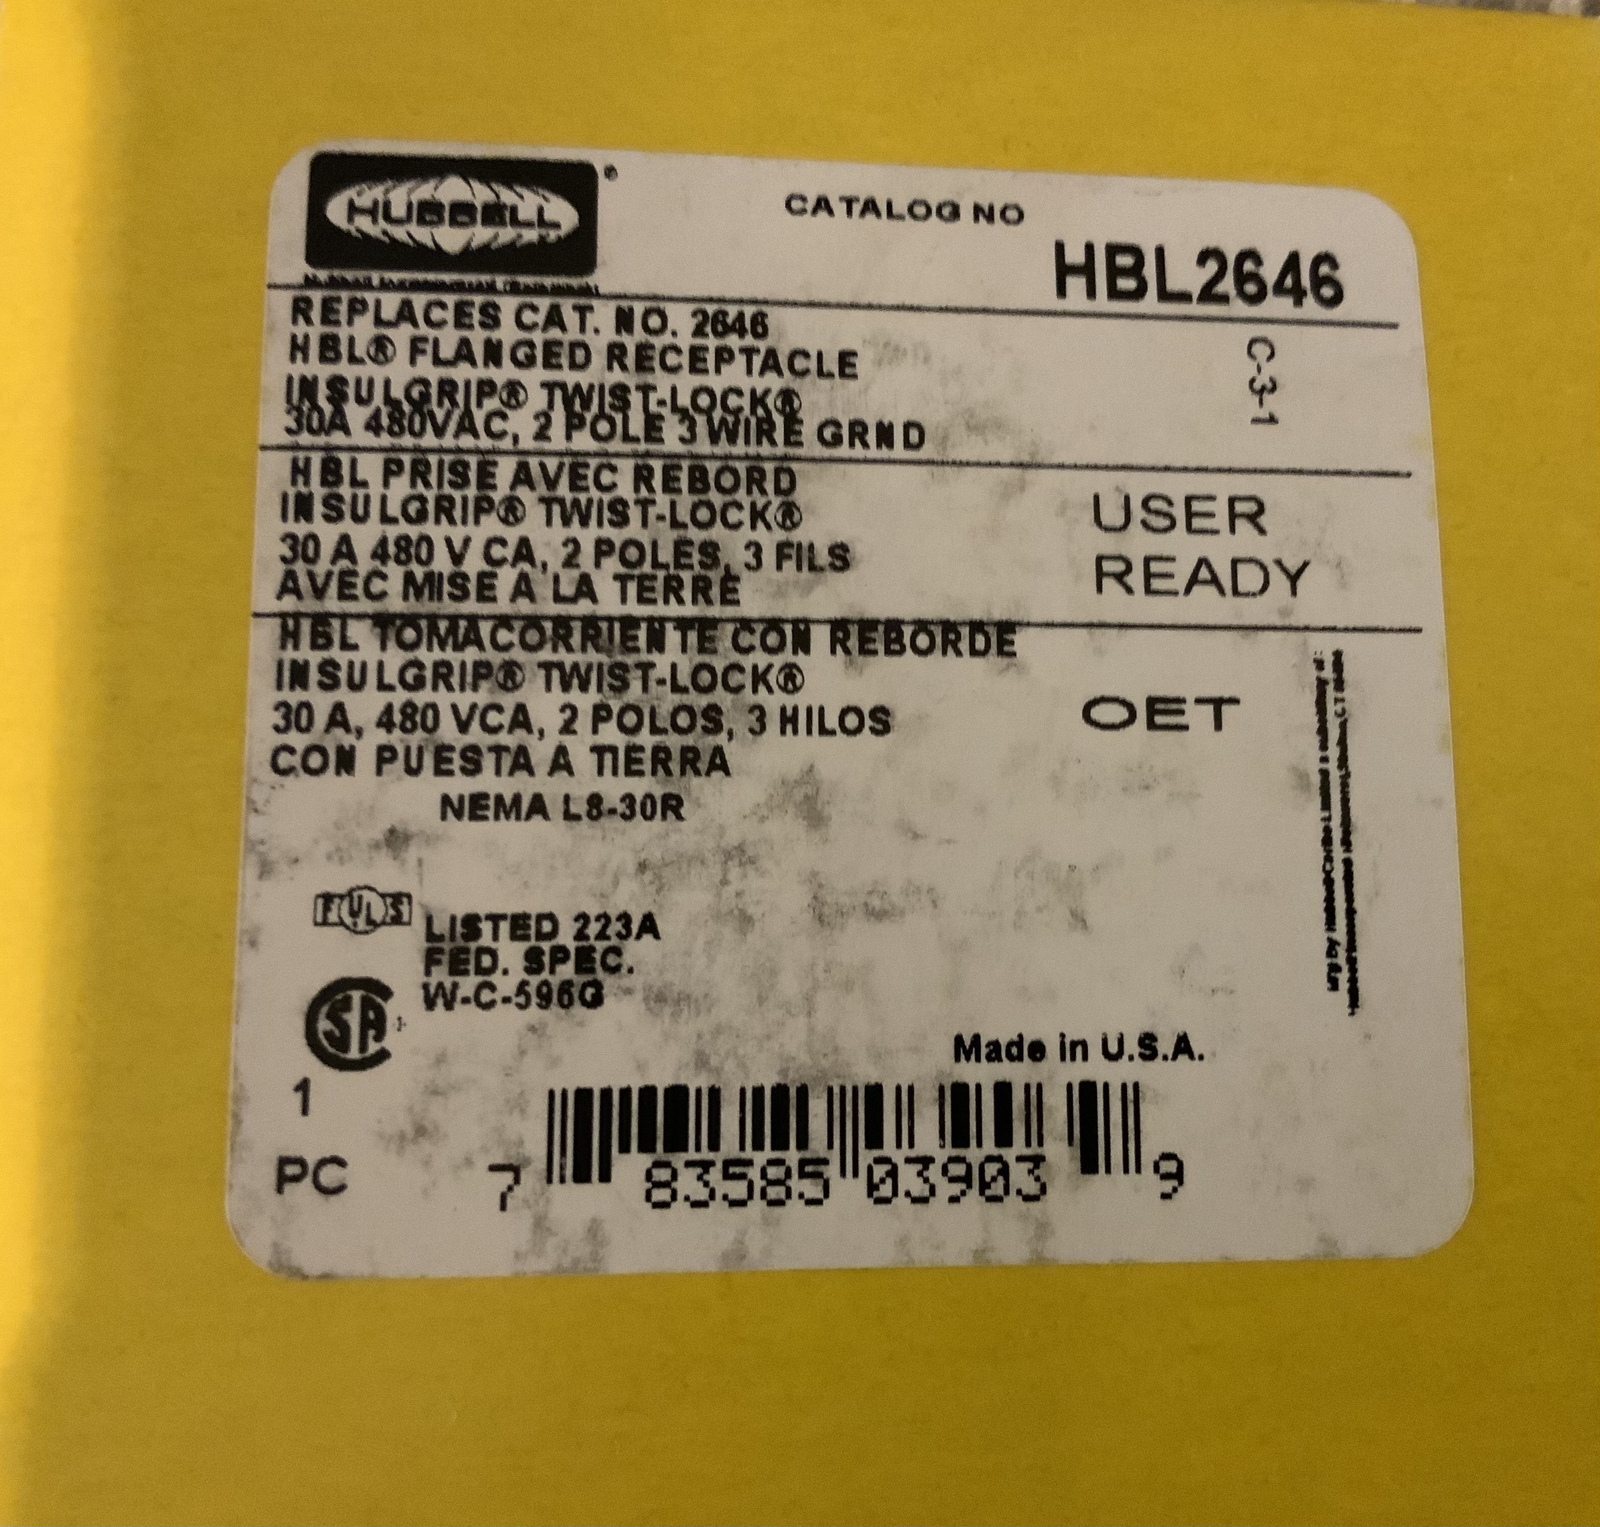 HUBBELL
CATALOG NO
HBL2646
REPLACES CAT. NO. 2646
HBL® FLANGED RECEPTACLE
INSULGRIP® TWIST-LOCK®
30A 480VAC, 2 POLE 3 WIRE GRND
C-3-1
HBL PRISE AVEC REBORD
INSULGRIP® TWIST-LOCK®
30 A 480 V CA, 2 POLES, 3 FILS
AVEC MISE A LA TERRE
USER
READY
HBL TOMACORRIENTE CON REBORDE
INSULGRIP® TWIST-LOCK®
30 A, 480 VCA, 2 POLOS, 3 HILOS
CON PUESTA A TIERRA
OET
NEMA L8-30R
UL
LISTED 223A
FED. SPEC.
W-C-596G
SA
Made in U.S.A.
1
PC
7 83585 03903 9